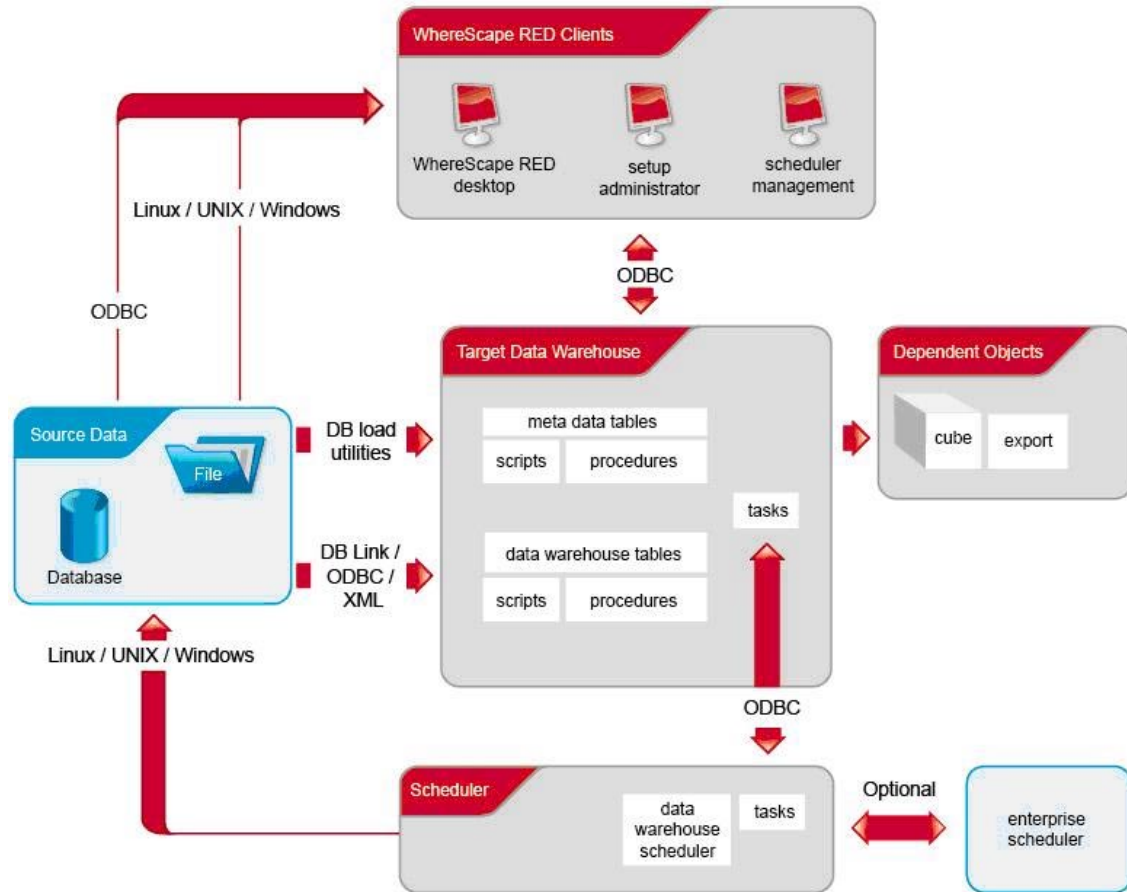 WhereScape RED Clients
WhereScape RED
desktop
setup
administrator
scheduler
management
Linux / UNIX / Windows
ODBC
ODBC
Target Data Warehouse
Dependent Objects
meta data tables
scripts
procedures
cube
export
Source Data
File
Database
DB load
utilities
tasks
DB Link /
ODBC /
XML
data warehouse tables
scripts
procedures
Linux / UNIX / Windows
ODBC
Scheduler
data
warehouse
scheduler
tasks
Optional
enterprise
scheduler